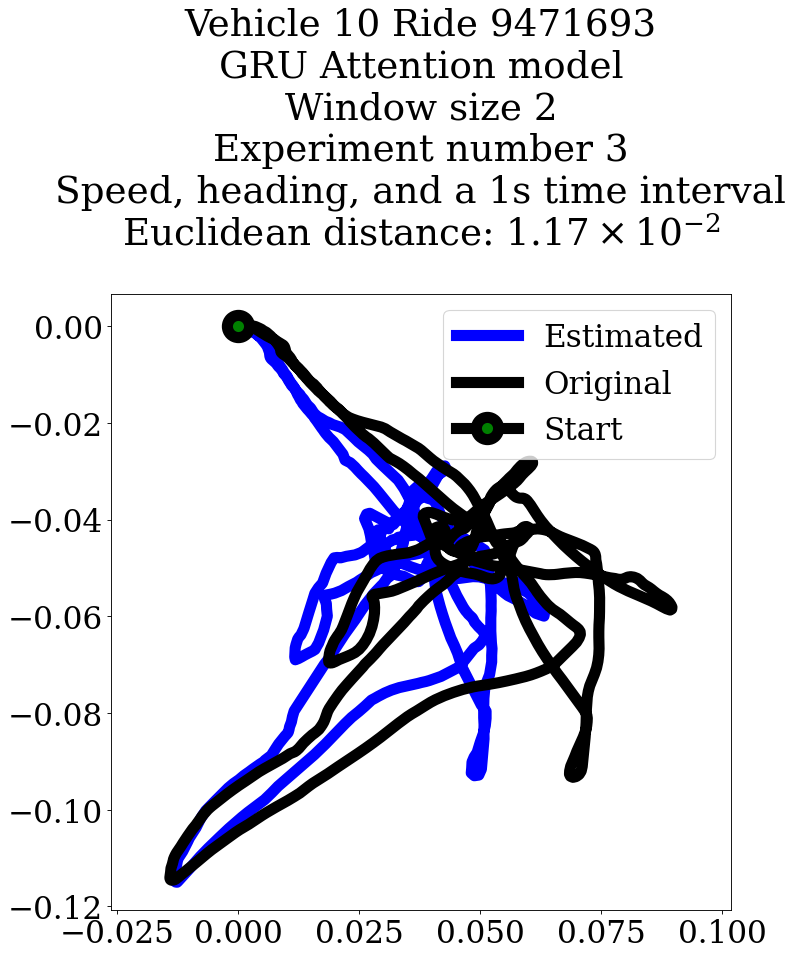 Vehicle 10 Ride 9471693
GRU Attention model
Window size 2
Experiment number 3
Speed, heading, and a 1s time interval
Euclidean distance: 1.17 × 10⁻²
Estimated
Original
Start
0.00
−0.02
−0.04
−0.06
−0.08
−0.10
−0.12
−0.025 0.000 0.025 0.050 0.075 0.100